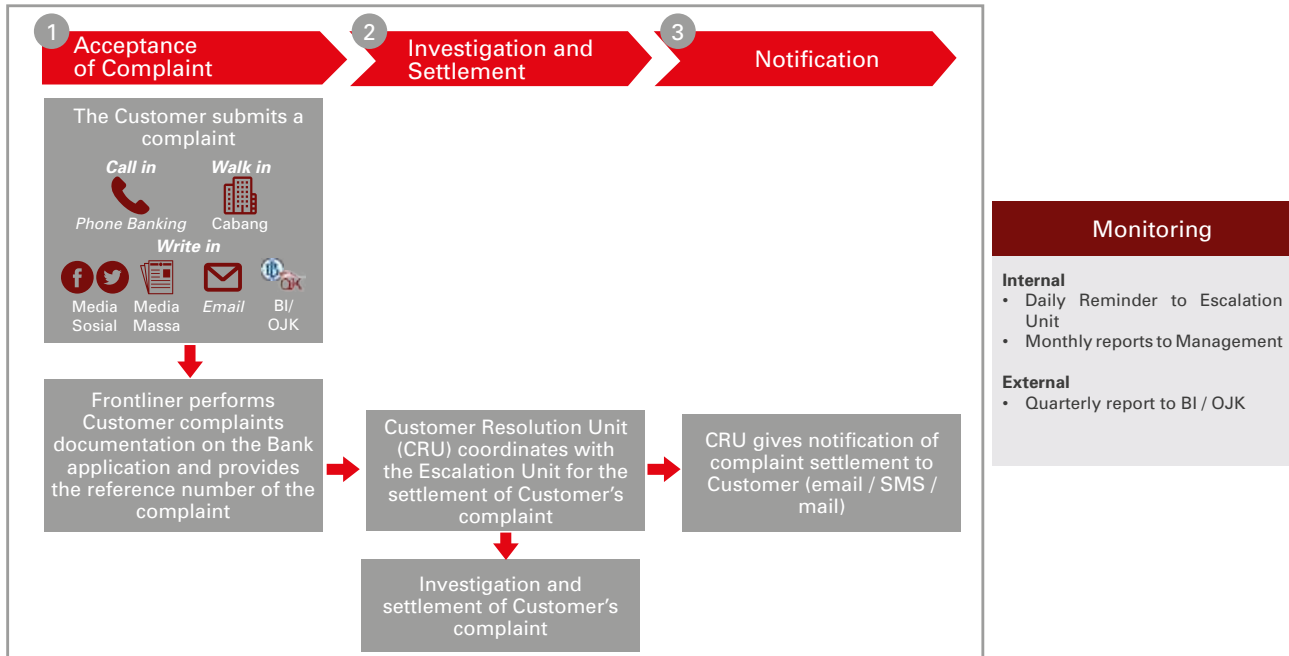 1
Acceptance
of Complaint
2
Investigation and
Settlement
3
Notification
The Customer submits a
complaint
Call in
Walk in
Phone Banking
Cabang
Write in
Media
Sosial
Media
Massa
Email
BI/
OJK
Frontliner performs
Customer complaints
documentation on the Bank
application and provides
the reference number of the
complaint
Customer Resolution Unit
(CRU) coordinates with
the Escalation Unit for the
settlement of Customer’s
complaint
CRU gives notification of
complaint settlement to
Customer (email / SMS /
mail)
Investigation and
settlement of Customer’s
complaint
Monitoring
Internal
• Daily Reminder to Escalation
Unit
• Monthly reports to Management
External
• Quarterly report to BI / OJK